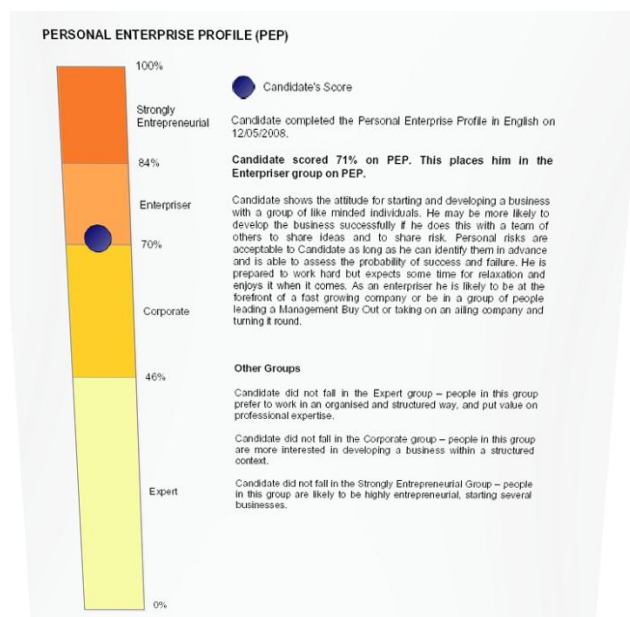 PERSONAL ENTERPRISE PROFILE (PEP)
100%
Candidate's Score
Strongly
Entrepreneurial
Candidate completed the Personal Enterprise Profile in English on
12/05/2008.
84%
Candidate scored 71% on PEP. This places him in the
Enterpriser group on PEP.
Enterpriser
Candidate shows the attitude for starting and developing a business
with a group of like minded individuals. He may be more likely to
develop the business successfully if he does this with a team of
others to share ideas and to share risk. Personal risks are
acceptable to Candidate as long as he can identify them in advance
and is able to assess the probability of success and failure. He is
prepared to work hard but expects some time for relaxation and
enjoys it when it comes. As an enterpriser he is likely to be at the
forefront of a fast growing company or be in a group of people
leading a Management Buy Out or taking on an ailing company and
turning it round.
70%
Corporate
46%
Other Groups
Candidate did not fall in the Expert group – people in this group
prefer to work in an organised and structured way, and put value on
professional expertise.
Candidate did not fall in the Corporate group – people in this group
are more interested in developing a business within a structured
context.
Candidate did not fall in the Strongly Entrepreneurial Group – people
in this group are likely to be highly entrepreneurial, starting several
businesses.
Expert
0%